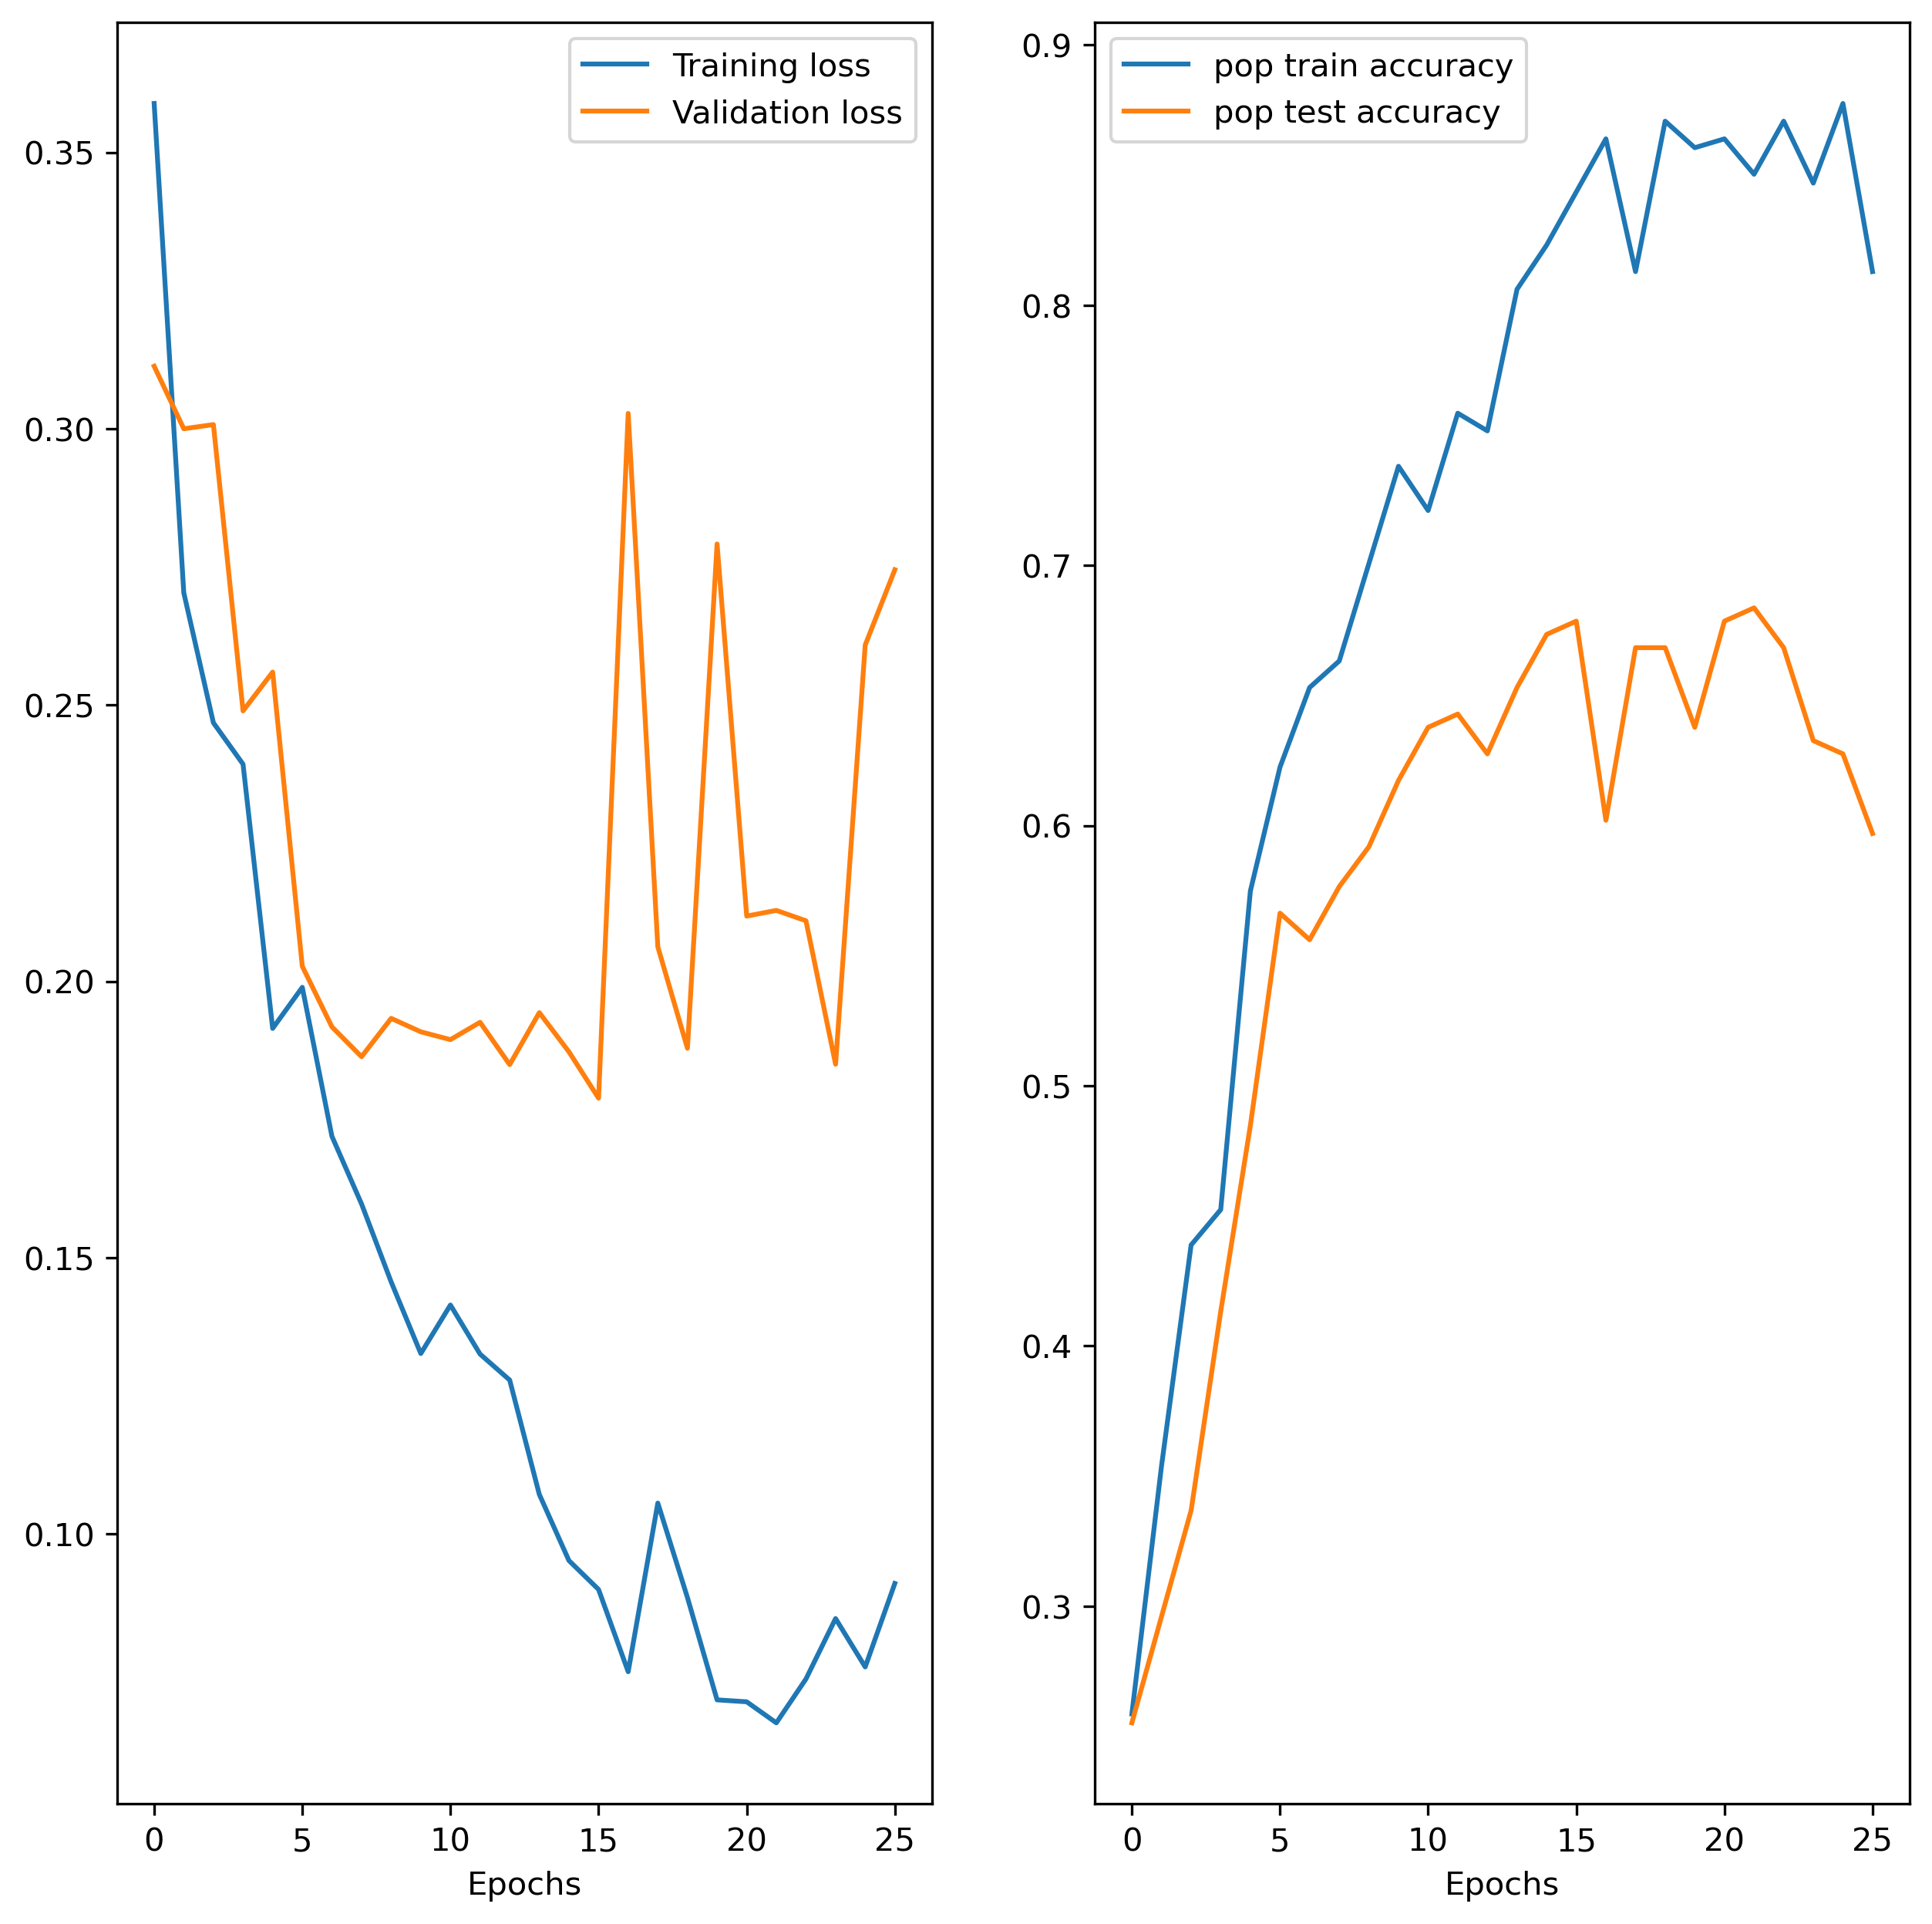 Training loss
Validation loss
0.35
0.30
0.25
0.20
0.15
0.10
0 5 10 15 20 25
Epochs
pop train accuracy
pop test accuracy
0.9
0.8
0.7
0.6
0.5
0.4
0.3
0 5 10 15 20 25
Epochs